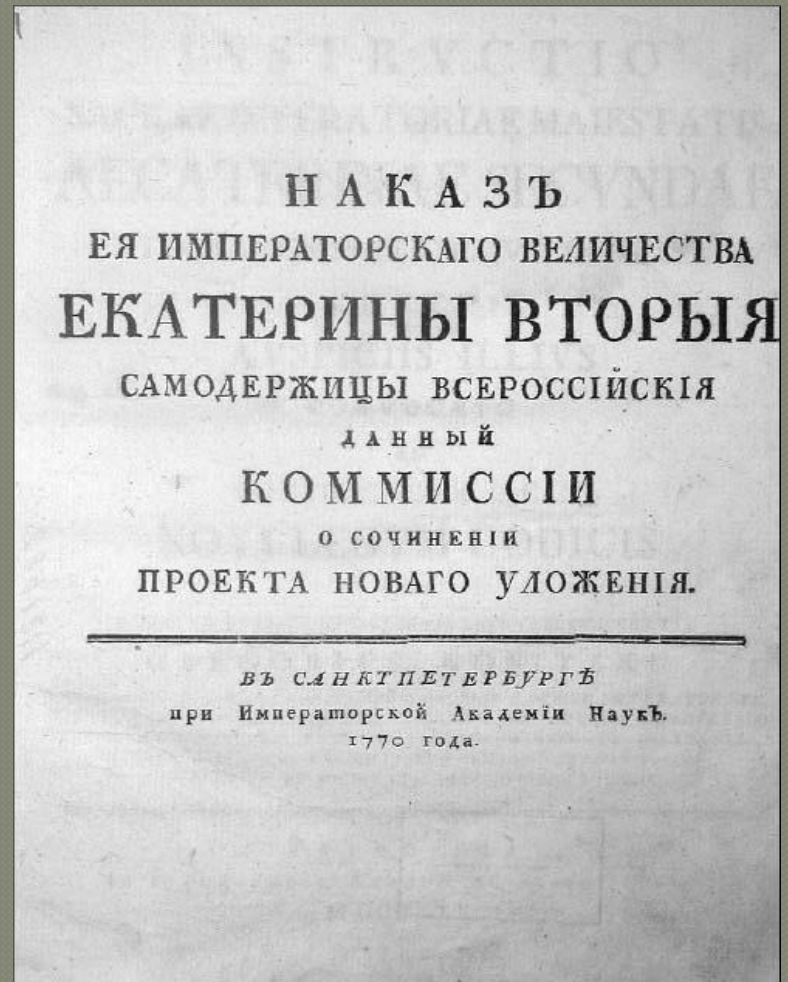 НАКАЗЪ
ЕЯ ИМПЕРАТОРСКАГО ВЕЛИЧЕСТВА
ЕКАТЕРИНЫ ВТОРЫЯ
САМОДЕРЖИЦЫ ВСЕРОССІЙСКІЯ
ДАННЫЙ
КОММИССІИ
О СОЧИНЕНІИ
ПРОЕКТА НОВАГО УЛОЖЕНІЯ.
ВЪ САНКТПЕТЕРБУРГѢ
при Императорской Академіи Наукъ.
1770 года.